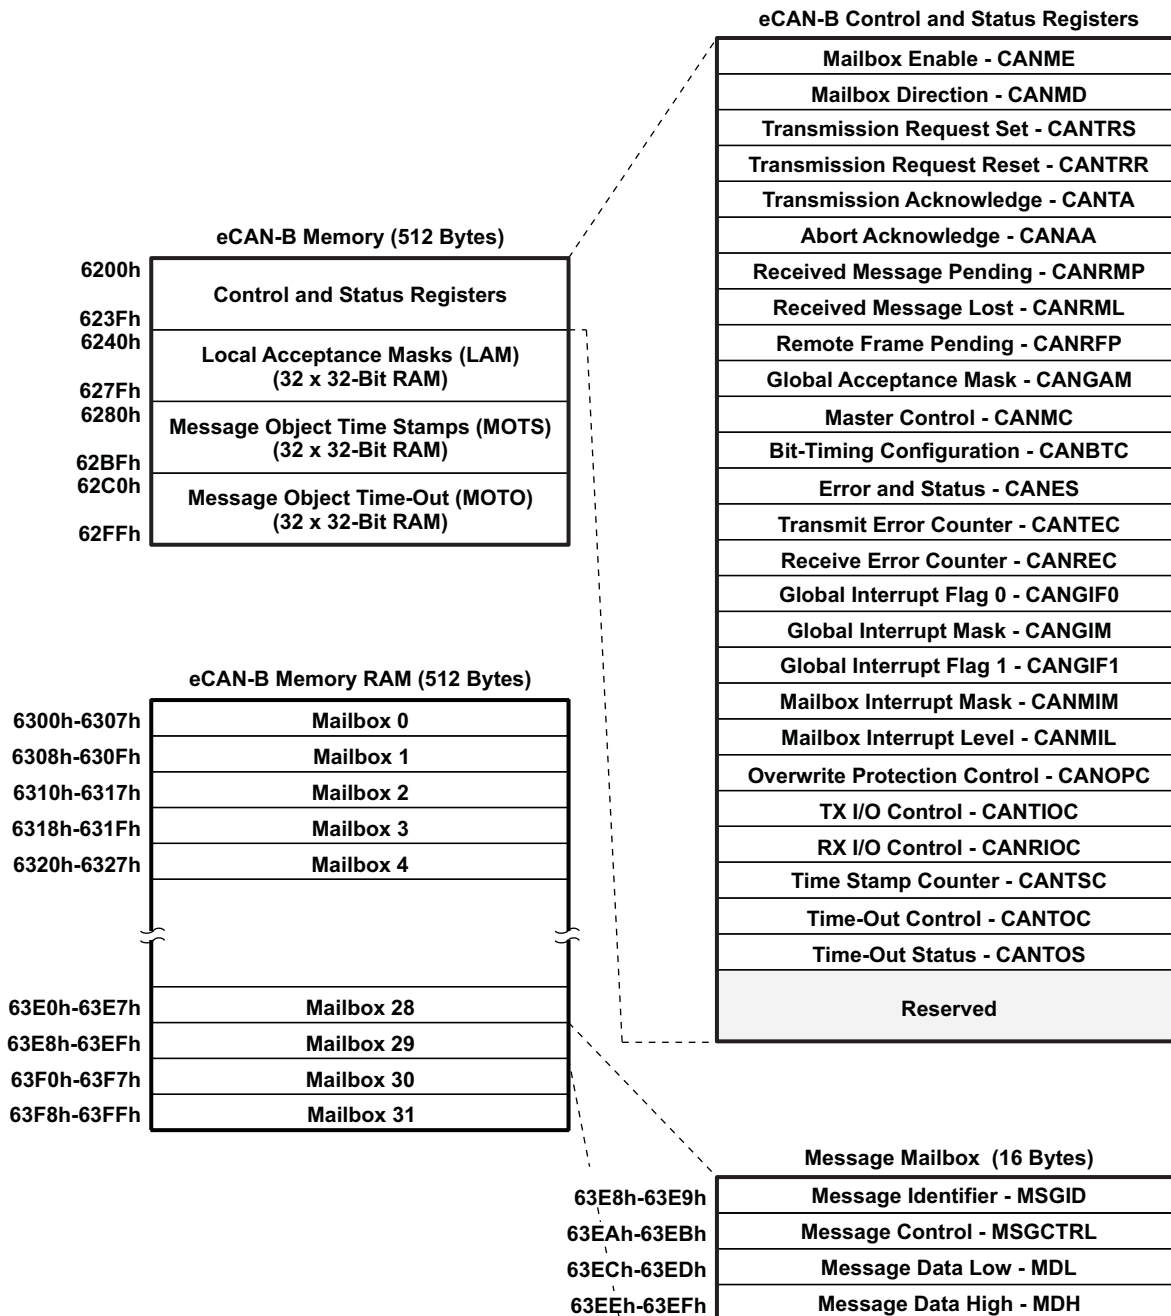 eCAN-B Control and Status Registers
Mailbox Enable - CANME
Mailbox Direction - CANMD
Transmission Request Set - CANTRS
Transmission Request Reset - CANTRR
Transmission Acknowledge - CANTA
Abort Acknowledge - CANAA
Received Message Pending - CANRMP
Received Message Lost - CANRML
Remote Frame Pending - CANRFP
Global Acceptance Mask - CANGAM
Master Control - CANMC
Bit-Timing Configuration - CANBTC
Error and Status - CANES
Transmit Error Counter - CANTEC
Receive Error Counter - CANREC
Global Interrupt Flag 0 - CANGIF0
Global Interrupt Mask - CANGIM
Global Interrupt Flag 1 - CANGIF1
Mailbox Interrupt Mask - CANMIM
Mailbox Interrupt Level - CANMIL
Overwrite Protection Control - CANOPC
TX I/O Control - CANTIOC
RX I/O Control - CANRIOC
Time Stamp Counter - CANTSC
Time-Out Control - CANTOC
Time-Out Status - CANTOS
Reserved
eCAN-B Memory (512 Bytes)
6200h
Control and Status Registers
623Fh
6240h
Local Acceptance Masks (LAM)
(32 x 32-Bit RAM)
627Fh
6280h
Message Object Time Stamps (MOTS)
(32 x 32-Bit RAM)
62BFh
62C0h
Message Object Time-Out (MOTO)
(32 x 32-Bit RAM)
62FFh
eCAN-B Memory RAM (512 Bytes)
6300h-6307h Mailbox 0
6308h-630Fh Mailbox 1
6310h-6317h Mailbox 2
6318h-631Fh Mailbox 3
6320h-6327h Mailbox 4
63E0h-63E7h Mailbox 28
63E8h-63EFh Mailbox 29
63F0h-63F7h Mailbox 30
63F8h-63FFh Mailbox 31
Message Mailbox (16 Bytes)
63E8h-63E9h Message Identifier - MSGID
63EAh-63EBh Message Control - MSGCTRL
63ECh-63EDh Message Data Low - MDL
63EEh-63EFh Message Data High - MDH